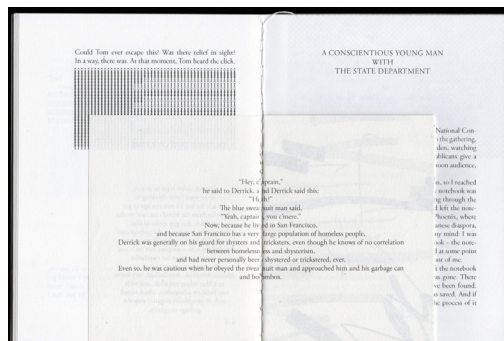 Could Tom ever escape this? Was there relief in sight?
In a way, there was. At that moment, Tom heard the click.
A CONSCIENTIOUS YOUNG MAN
WITH
THE STATE DEPARTMENT
National Con-
the gathering,
watching
publicans give a
room audience,
so I reached
notebook was
through the
left the note-
Phoenix, where
diaspora,
my mind: I was
ook – the note-
at some point
out of me.
the notebook
was gone. There
ve been found.
saved. And if
process of it
"Hey, captain,"
he said to Derrick, and Derrick said this:
"Huh!"
The blue sweatsuit man said,
"Yeah, captain, you c'mere."
Now, because he lived in San Francisco,
and because San Francisco has a very large population of homeless people,
Derrick was generally on his guard for shysters and tricksters, even though he knows of no correlation
between homelessness and shysterism,
and had never personally been shystered or trickstered, ever.
Even so, he was cautious when he obeyed the sweatsuit man and approached him and his garbage can
and